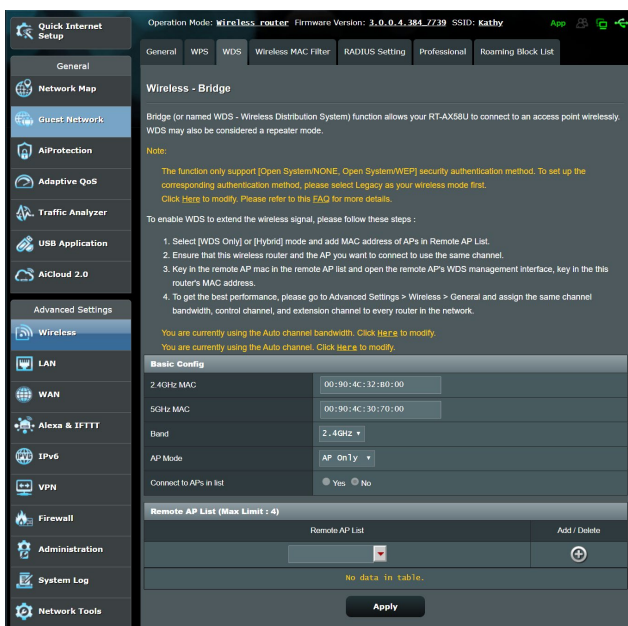 Quick Internet
Setup
General
Network Map
Guest Network
AiProtection
Adaptive QoS
Traffic Analyzer
USB Application
AiCloud 2.0
Advanced Settings
Wireless
LAN
WAN
Alexa & IFTTT
IPv6
VPN
Firewall
Administration
System Log
Network Tools
Operation Mode: Wireless router Firmware Version: 3.0.0.4.384_7739 SSID: Kathy App
General WPS WDS Wireless MAC Filter RADIUS Setting Professional Roaming Block List
Wireless - Bridge
Bridge (or named WDS - Wireless Distribution System) function allows your RT-AX58U to connect to an access point wirelessly.
WDS may also be considered a repeater mode.
Note:
The function only support [Open System/NONE, Open System/WEP] security authentication method. To set up the
corresponding authentication method, please select Legacy as your wireless mode first.
Click Here to modify. Please refer to this FAQ for more details.
To enable WDS to extend the wireless signal, please follow these steps :
1. Select [WDS Only] or [Hybrid] mode and add MAC address of APs in Remote AP List.
2. Ensure that this wireless router and the AP you want to connect to use the same channel.
3. Key in the remote AP mac in the remote AP list and open the remote AP's WDS management interface, key in the this
router's MAC address.
4. To get the best performance, please go to Advanced Settings > Wireless > General and assign the same channel
bandwidth, control channel, and extension channel to every router in the network.
You are currently using the Auto channel bandwidth. Click Here to modify.
You are currently using the Auto channel. Click Here to modify.
Basic Config
2.4GHz MAC 00:90:4C:32:B0:00
5GHz MAC 00:90:4C:30:70:00
Band 2.4GHz
AP Mode AP Only
Connect to APs in list Yes No
Remote AP List (Max Limit : 4)
Remote AP List Add / Delete
No data in table.
Apply